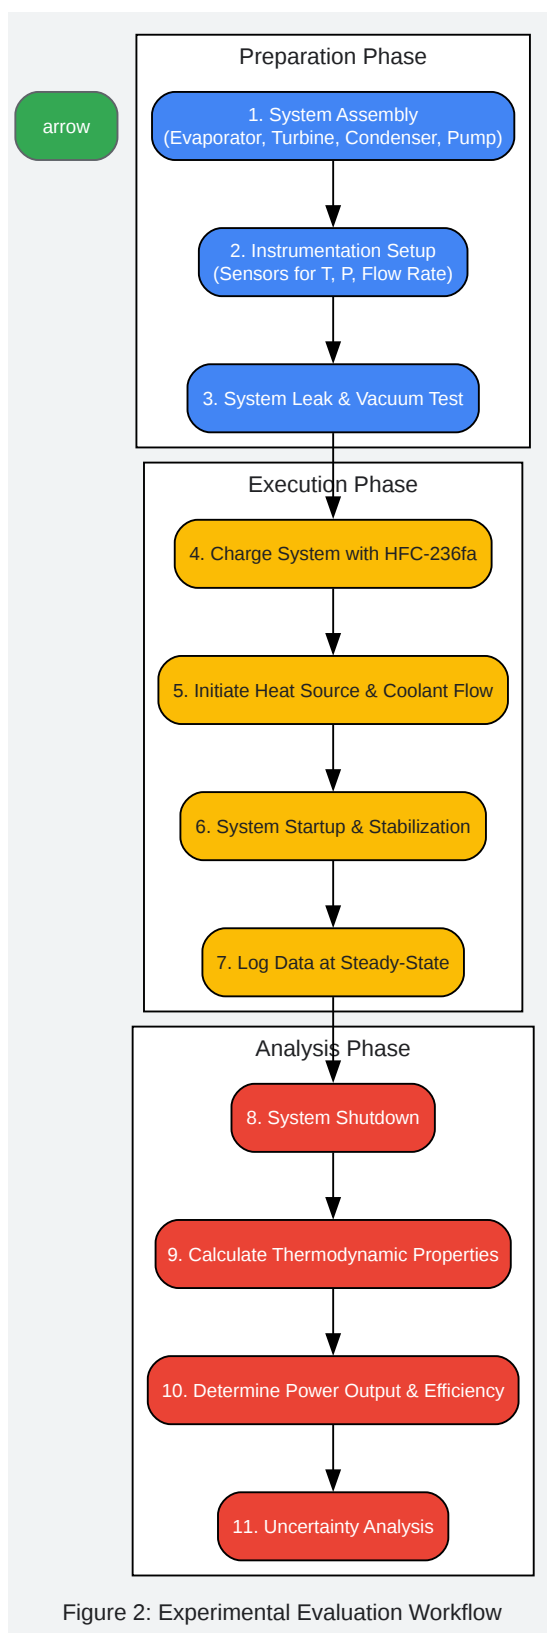 Preparation Phase
arrow
1. System Assembly
(Evaporator, Turbine, Condenser, Pump)
2. Instrumentation Setup
(Sensors for T, P, Flow Rate)
3. System Leak & Vacuum Test
Execution Phase
4. Charge System with HFC-236fa
5. Initiate Heat Source & Coolant Flow
6. System Startup & Stabilization
7. Log Data at Steady-State
Analysis Phase
8. System Shutdown
9. Calculate Thermodynamic Properties
10. Determine Power Output & Efficiency
11. Uncertainty Analysis
Figure 2: Experimental Evaluation Workflow